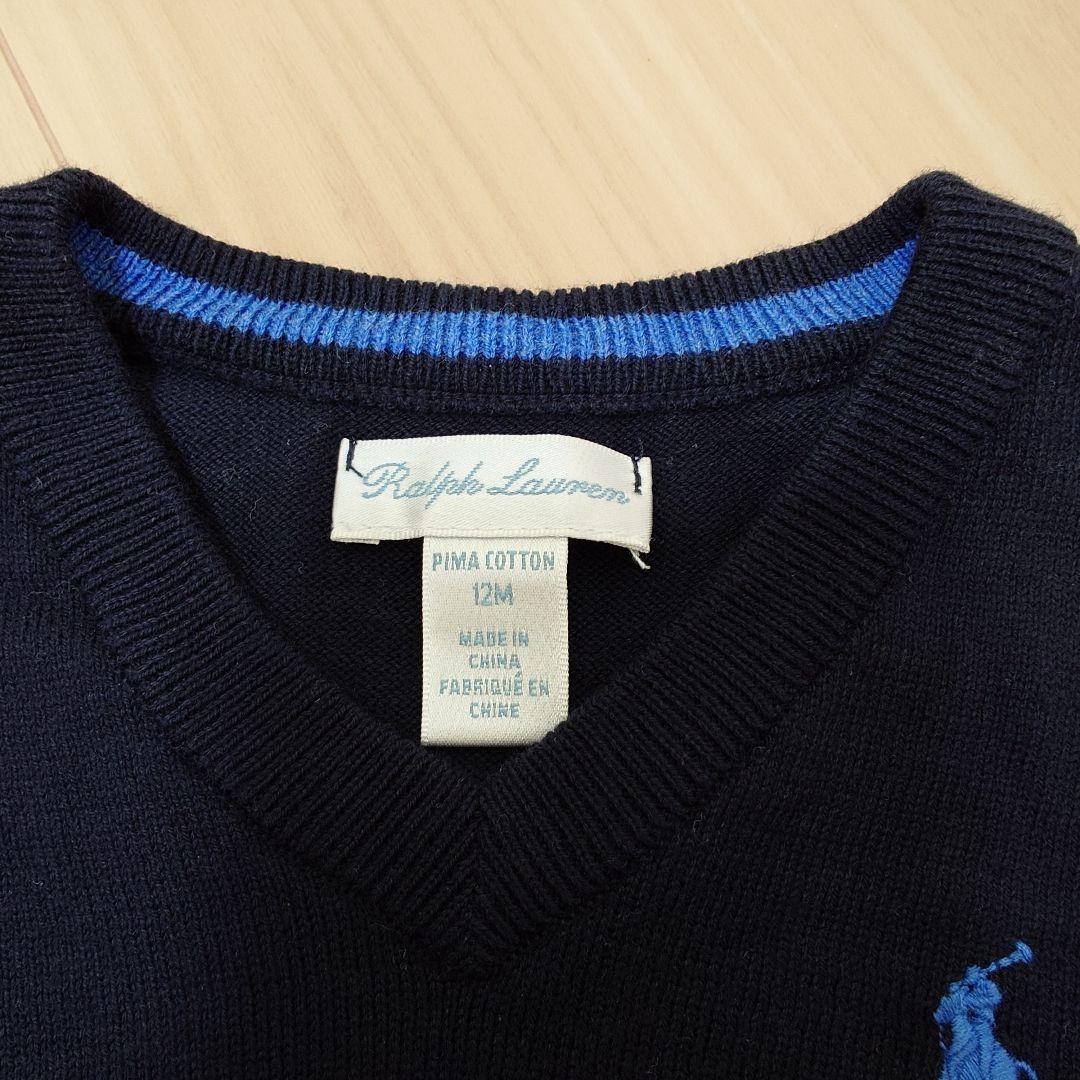 Ralph Lauren
PIMA COTTON
12M
MADE IN
CHINA
FABRIQUÉ EN
CHINE